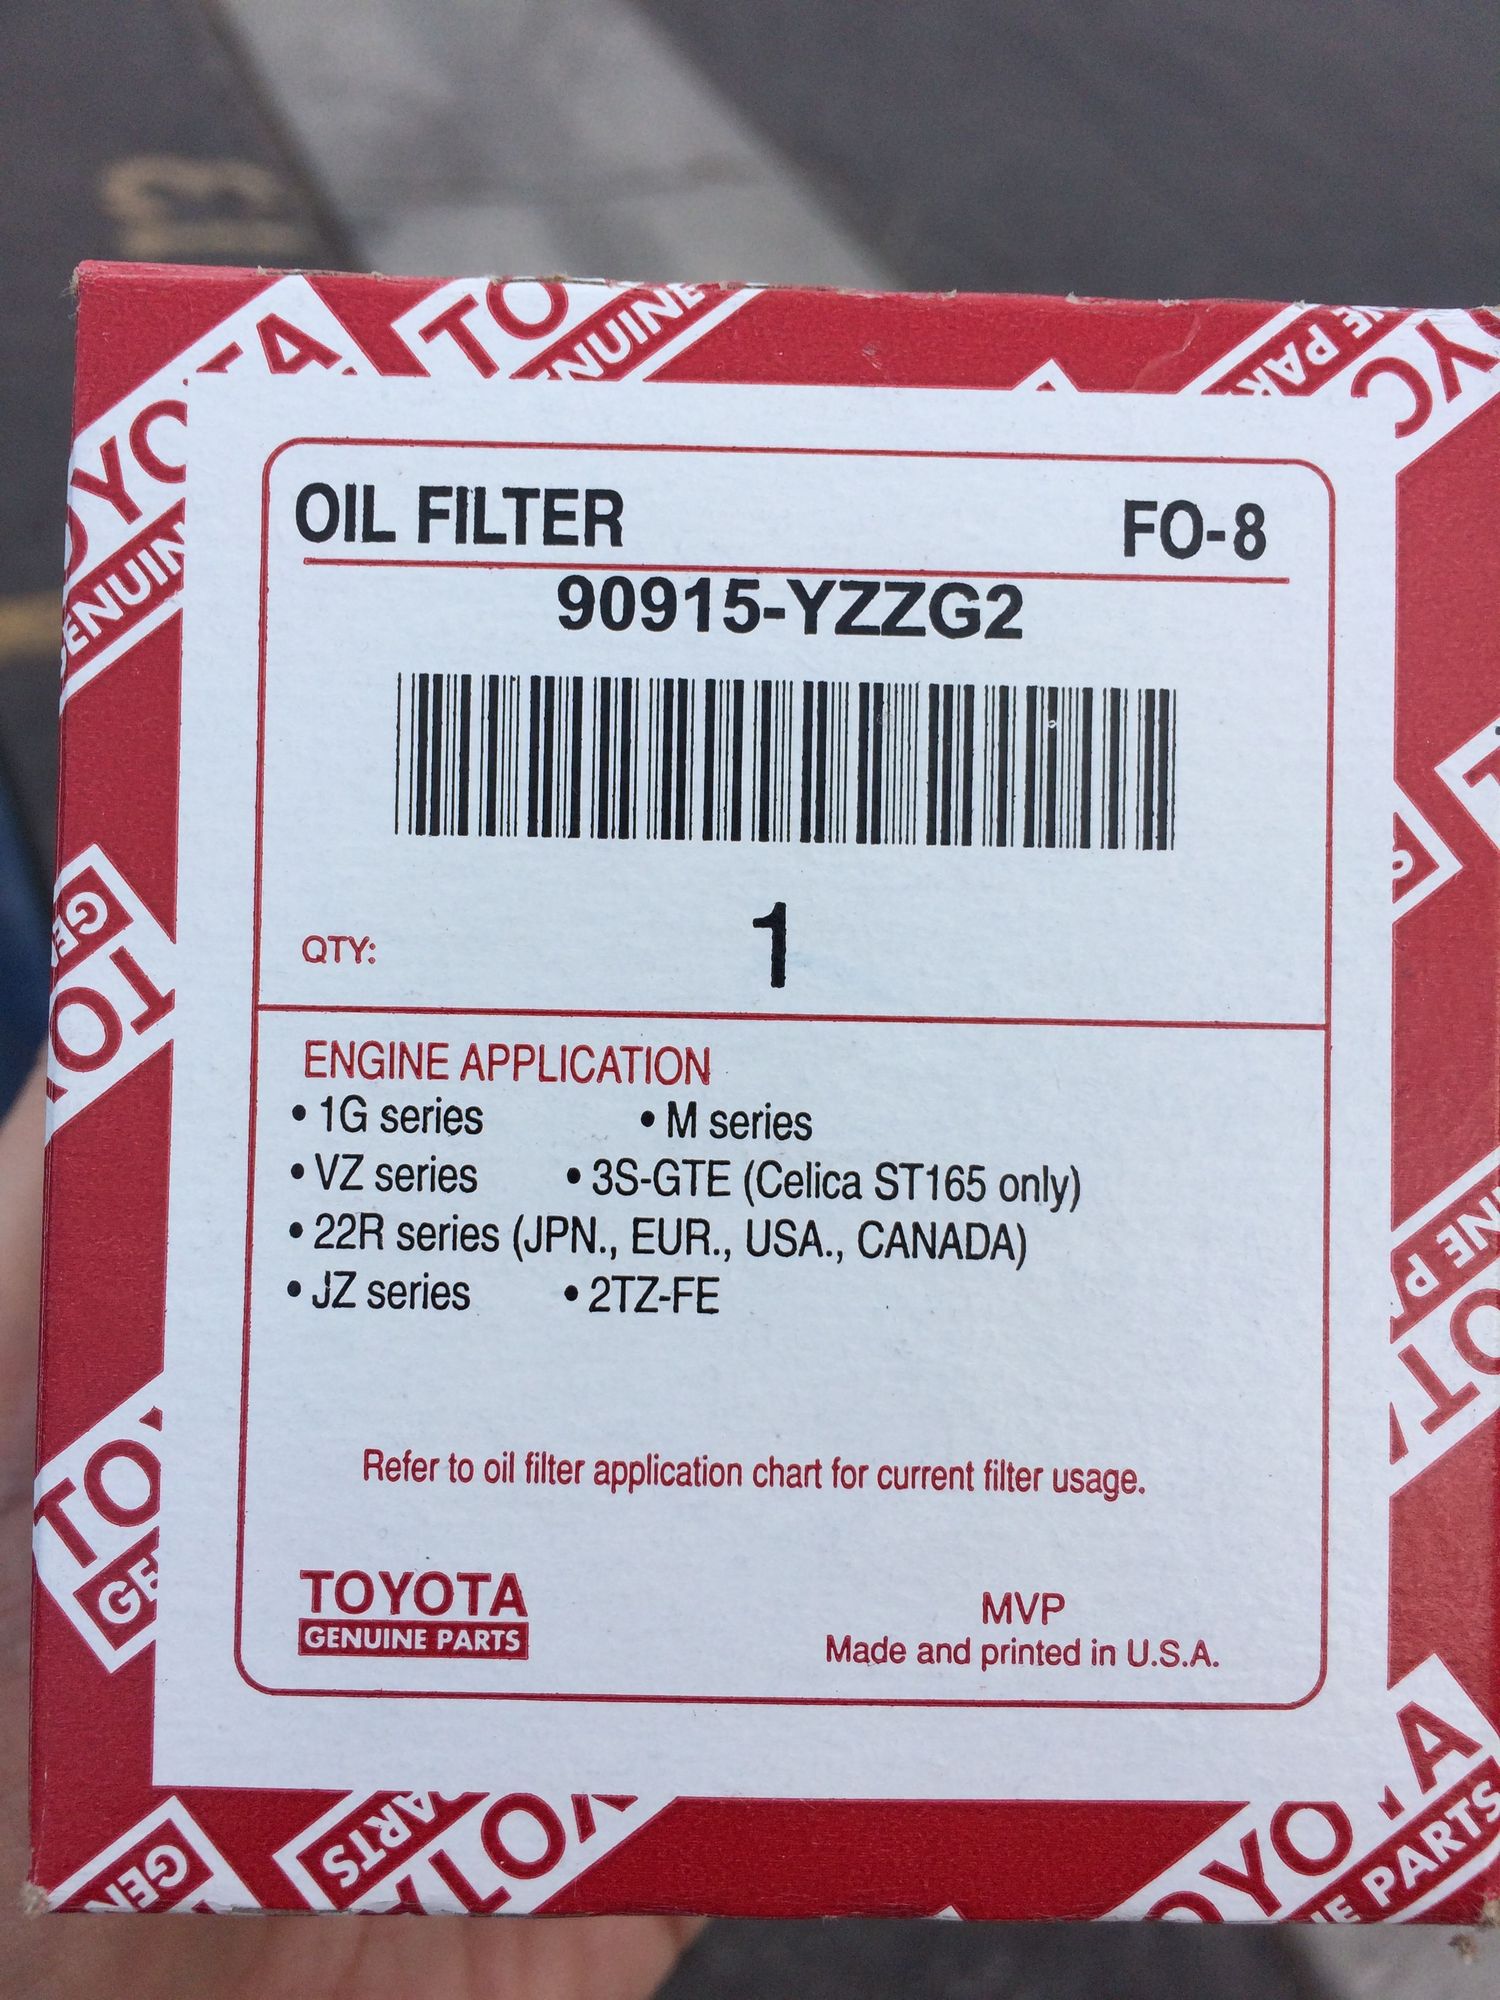 TOYOTA
GENUINE
OIL FILTER FO-8
90915-YZZG2
QTY: 1
ENGINE APPLICATION
• 1G series • M series
• VZ series • 3S-GTE (Celica ST165 only)
• 22R series (JPN., EUR., USA., CANADA)
• JZ series • 2TZ-FE
Refer to oil filter application chart for current filter usage.
TOYOTA
GENUINE PARTS
MVP
Made and printed in U.S.A.